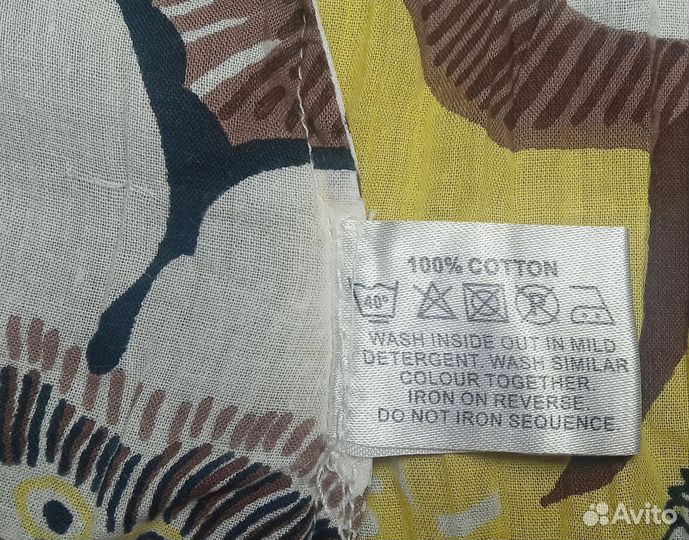 100% COTTON
40°
P
WASH INSIDE OUT IN MILD
DETERGENT. WASH SIMILAR
COLOUR TOGETHER.
IRON ON REVERSE.
DO NOT IRON SEQUENCE.
Avito